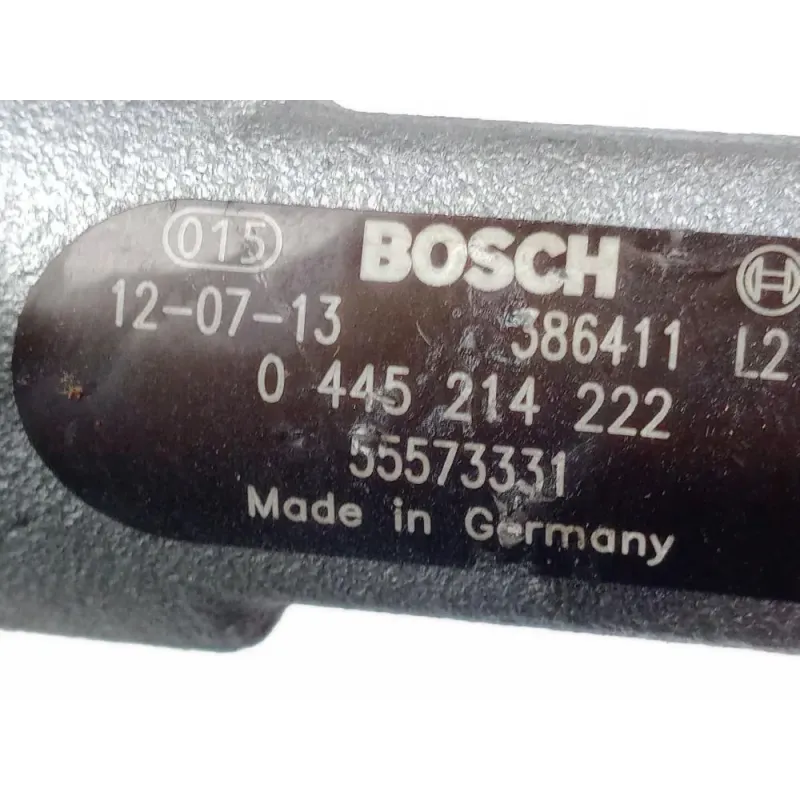 015 BOSCH
12-07-13 386411 L2
0 445 214 222
55573331
Made in Germany